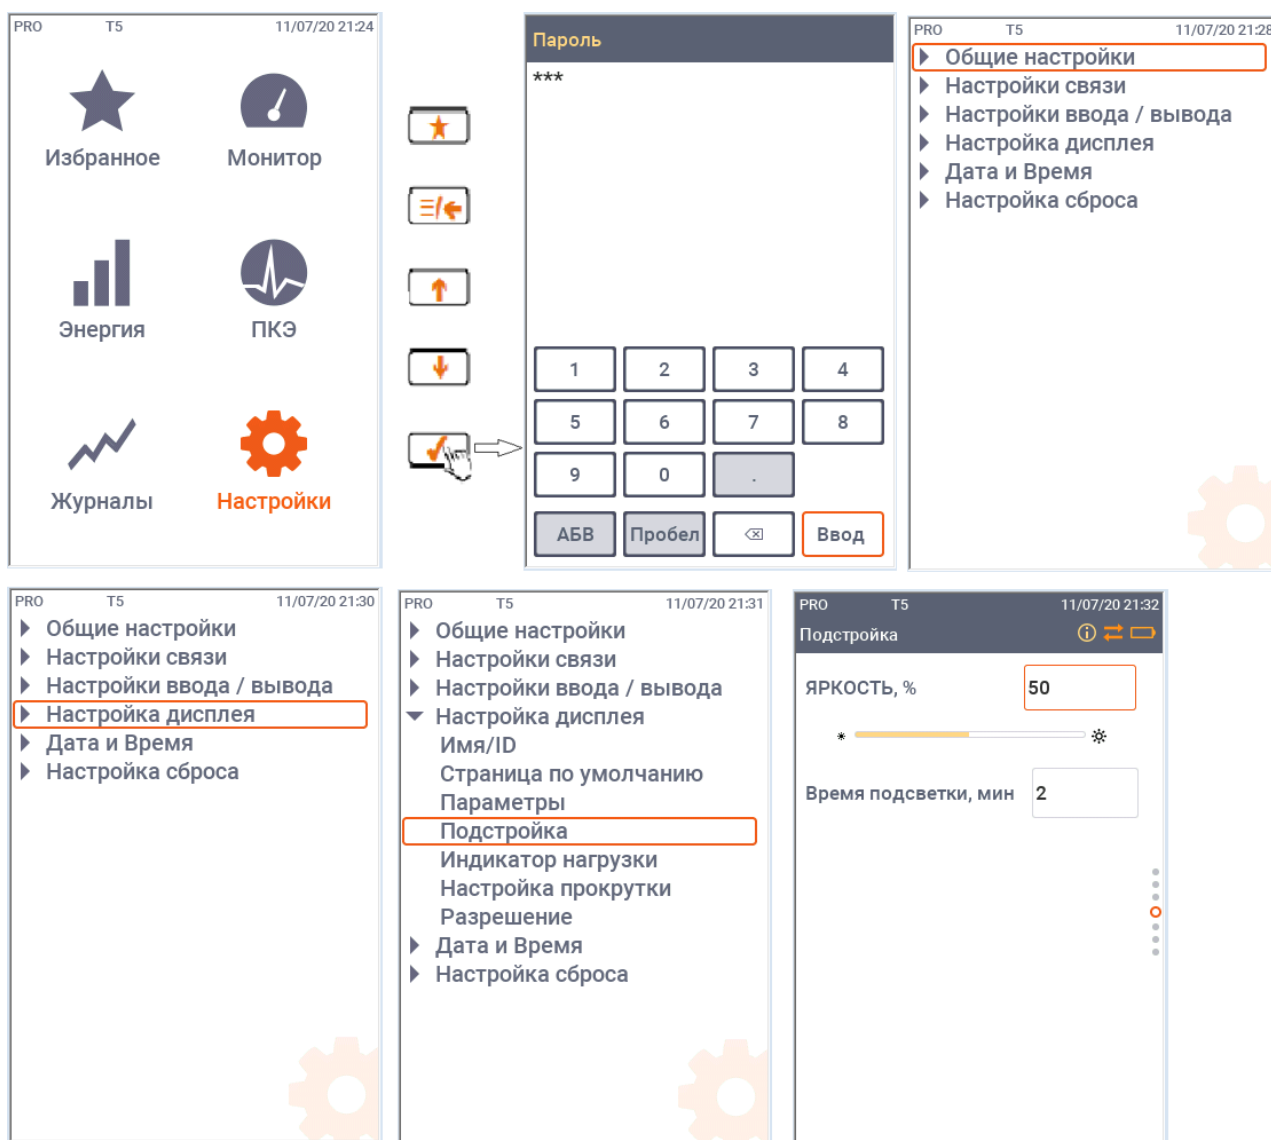 PRO T5 11/07/20 21:24
Избранное Монитор
Энергия ПКЭ
Журналы Настройки
Пароль
***
1 2 3 4
5 6 7 8
9 0 .
АБВ Пробел Ввод
PRO T5 11/07/20 21:28
Общие настройки
Настройки связи
Настройки ввода / вывода
Настройка дисплея
Дата и Время
Настройка сброса
PRO T5 11/07/20 21:30
Общие настройки
Настройки связи
Настройки ввода / вывода
Настройка дисплея
Дата и Время
Настройка сброса
PRO T5 11/07/20 21:31
Общие настройки
Настройки связи
Настройки ввода / вывода
Настройка дисплея
Имя/ID
Страница по умолчанию
Параметры
Подстройка
Индикатор нагрузки
Настройка прокрутки
Разрешение
Дата и Время
Настройка сброса
PRO T5 11/07/20 21:32
Подстройка
ЯРКОСТЬ, % 50
Время подсветки, мин 2